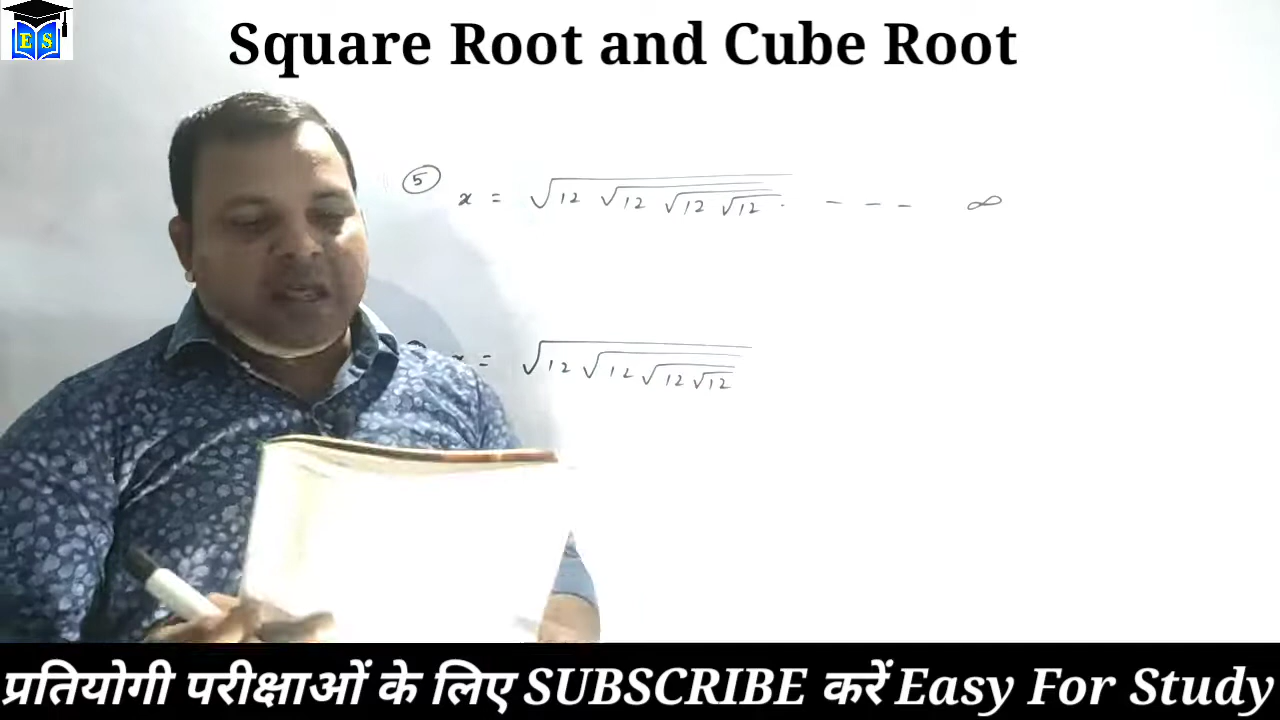 E S
Square Root and Cube Root
5 x = √12 √12 √12 √12 . - - - ∞
x = √12 √12 √12 √12
प्रतियोगी परीक्षाओं के लिए SUBSCRIBE करें Easy For Study